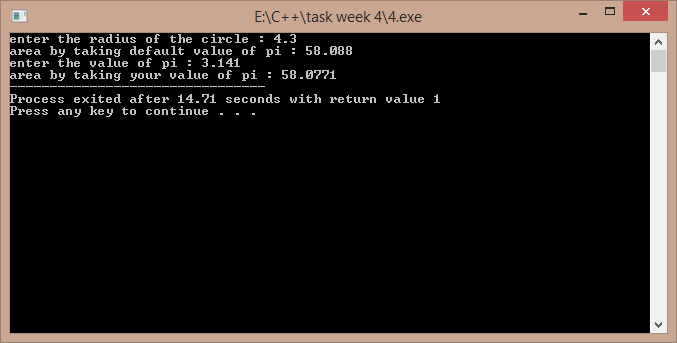 E:\C++\task week 4\4.exe
enter the radius of the circle : 4.3
area by taking default value of pi : 58.088
enter the value of pi : 3.141
area by taking your value of pi : 58.0771
--------------------------------
Process exited after 14.71 seconds with return value 1
Press any key to continue . . .